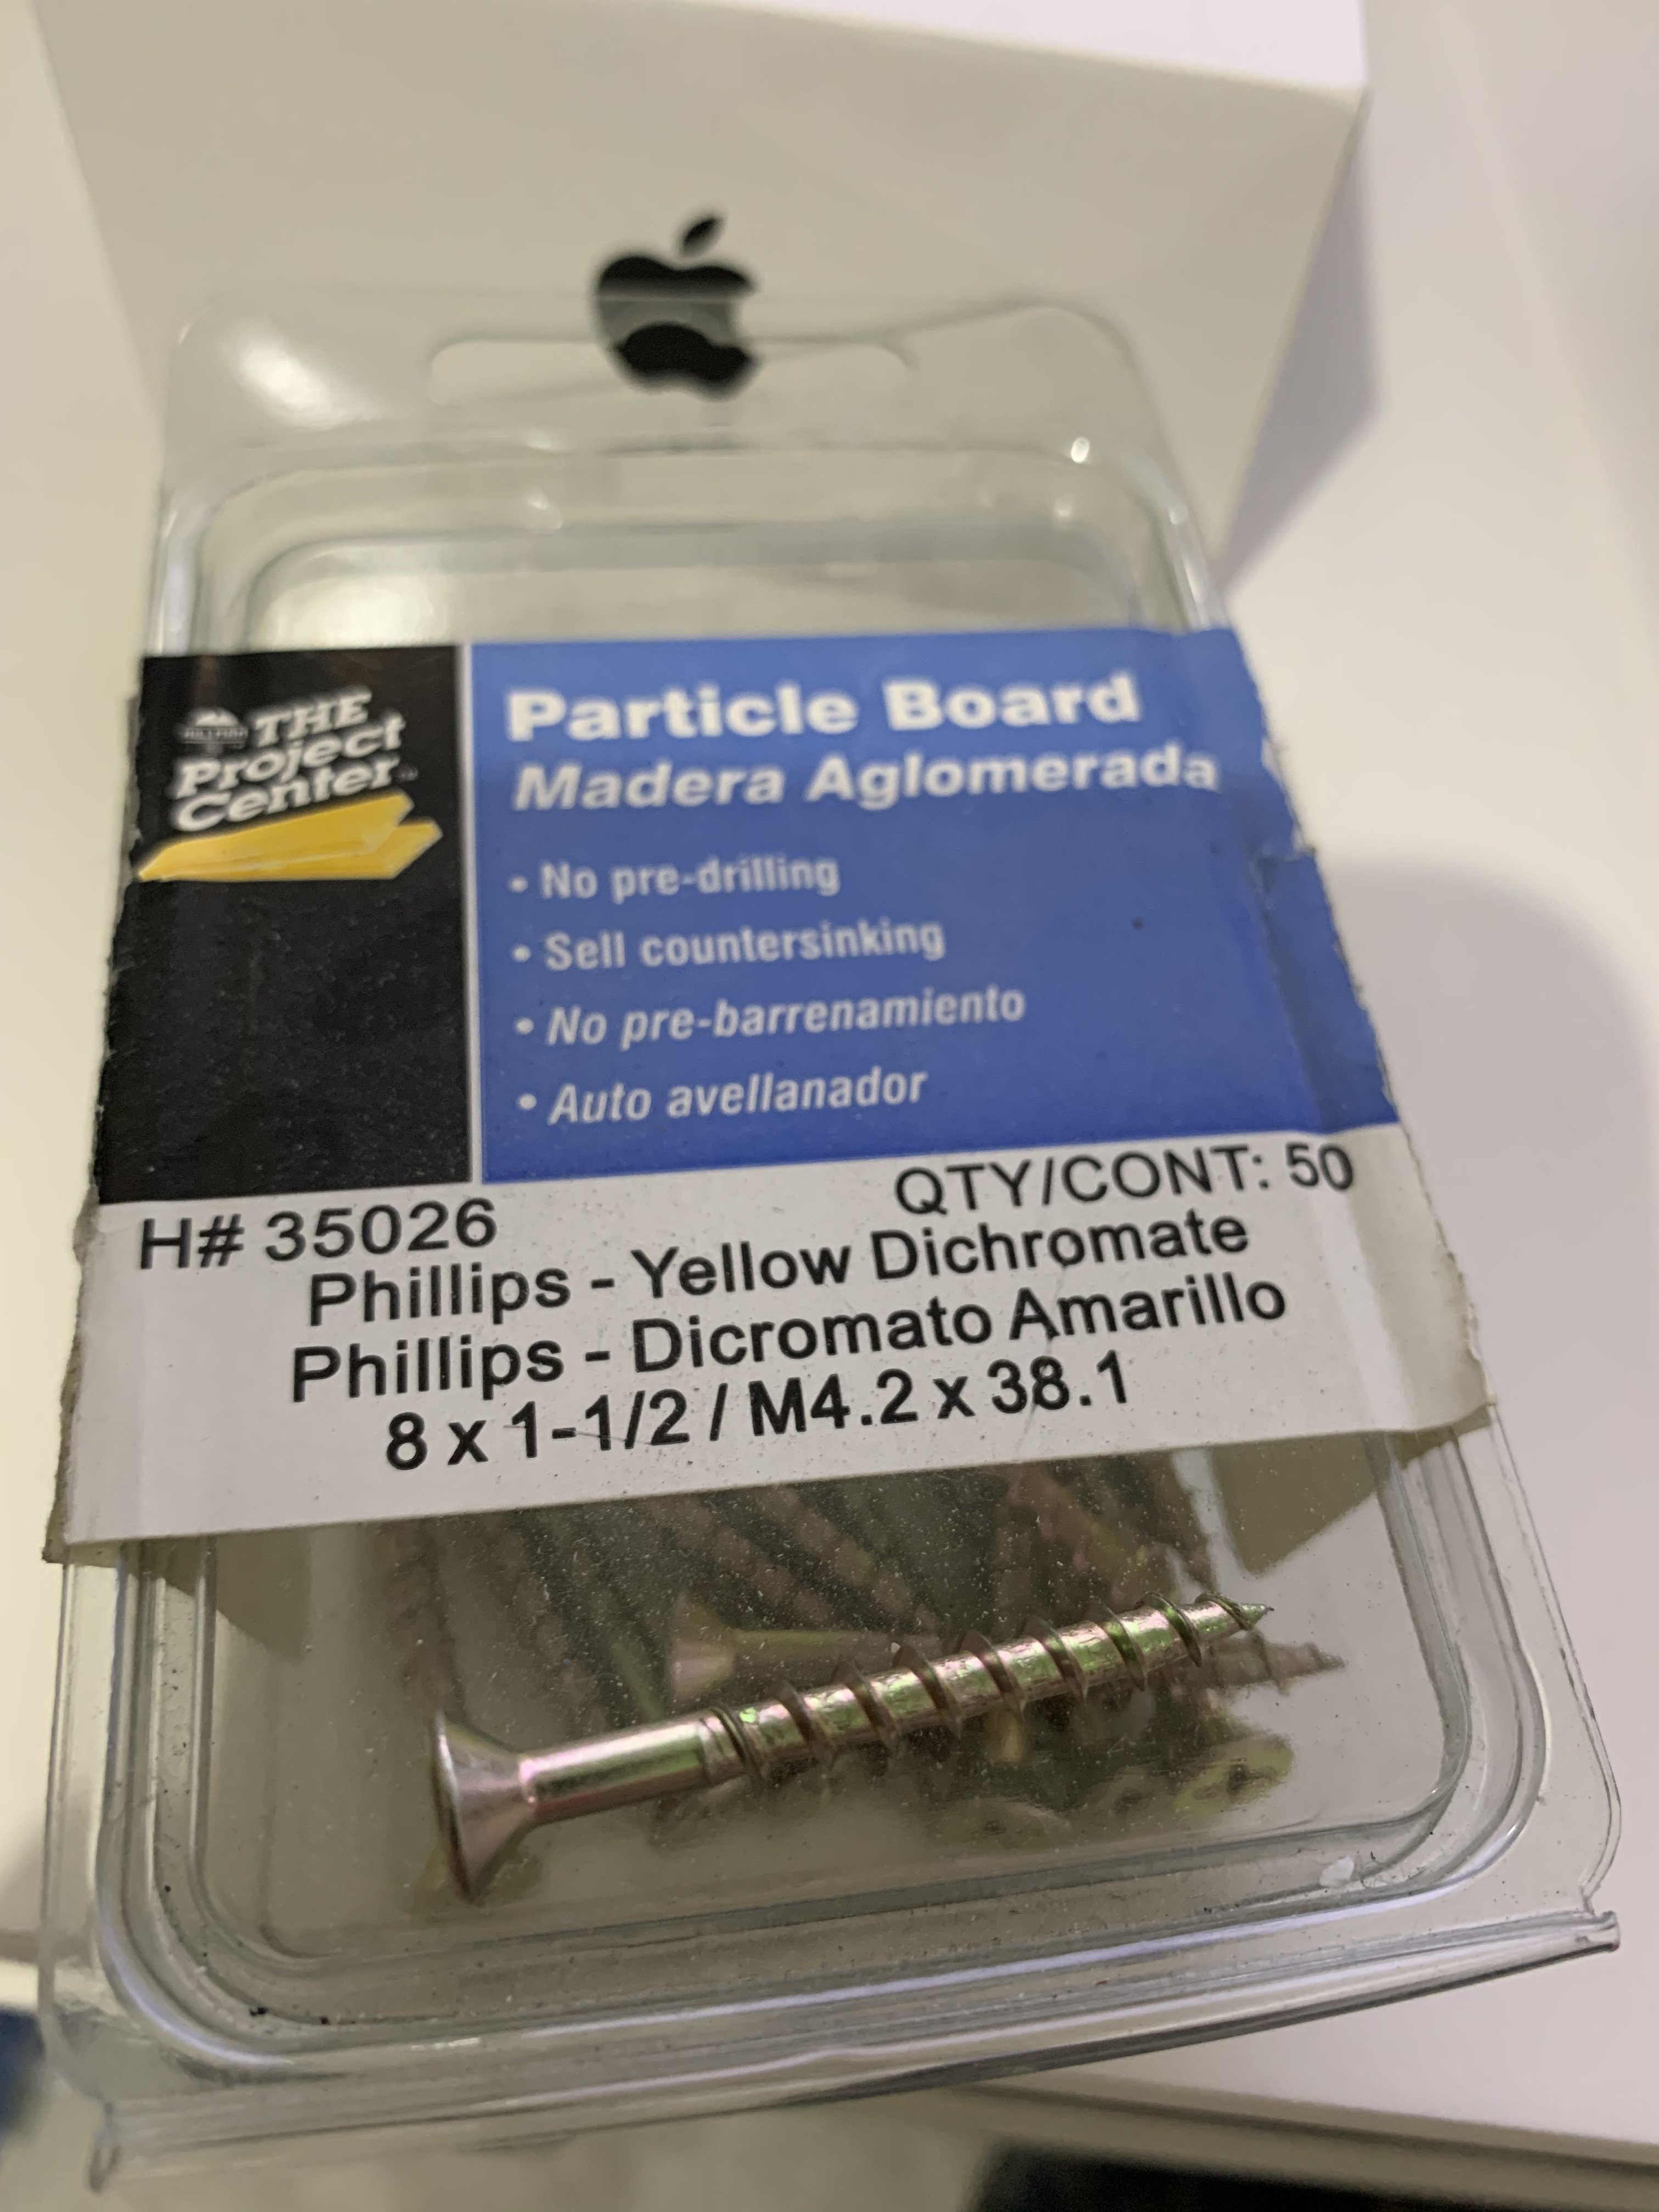 THE
Project
Center™
Particle Board
Madera Aglomerada
• No pre-drilling
• Sell countersinking
• No pre-barrenamiento
• Auto avellanador
QTY/CONT: 50
H# 35026
Phillips - Yellow Dichromate
Phillips - Dicromato Amarillo
8 x 1-1/2 / M4.2 x 38.1